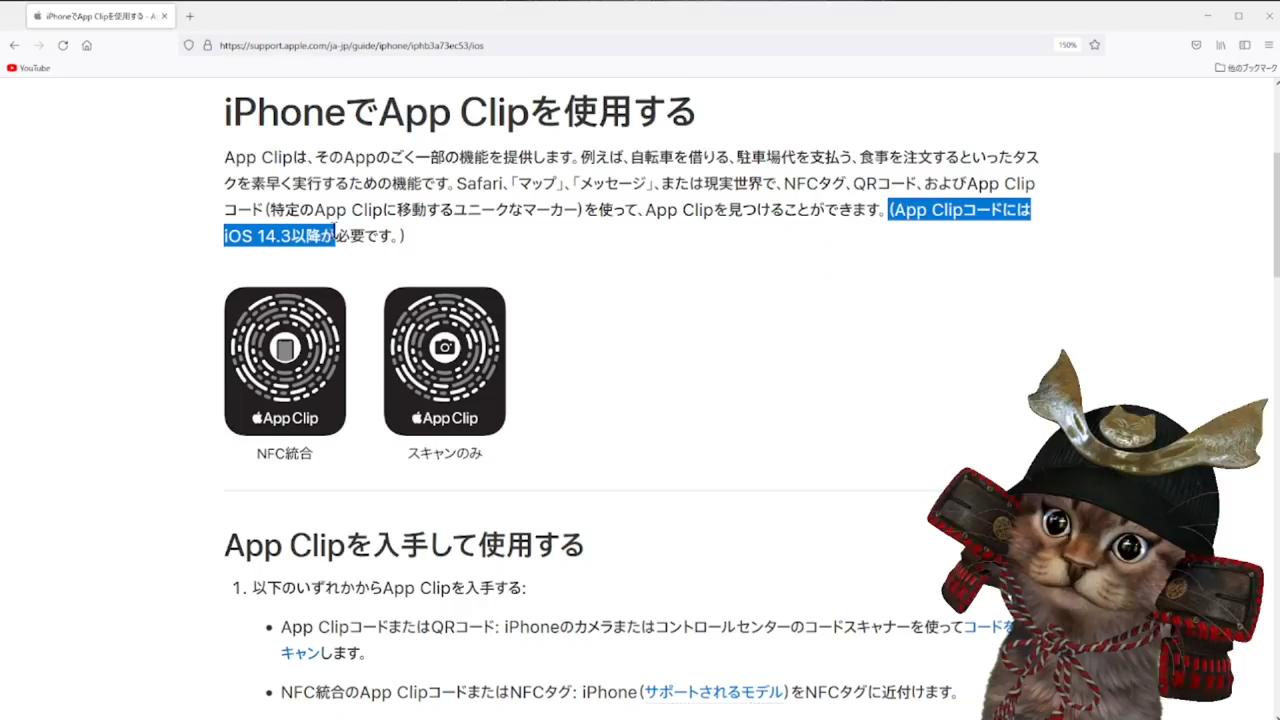 iPhoneでApp Clipを使用する - A
https://support.apple.com/ja-jp/guide/iphone/iphb3a73ec53/ios
150%
YouTube
他のブックマーク
iPhoneでApp Clipを使用する
App Clipは、そのAppのごく一部の機能を提供します。例えば、自転車を借りる、駐車場代を支払う、食事を注文するといったタス
クを素早く実行するための機能です。Safari、「マップ」、「メッセージ」、または現実世界で、NFCタグ、QRコード、およびApp Clip
コード（特定のApp Clipに移動するユニークなマーカー）を使って、App Clipを見つけることができます。（App Clipコードには
iOS 14.3以降が必要です。）
App Clip
App Clip
NFC統合
スキャンのみ
App Clipを入手して使用する
1. 以下のいずれかからApp Clipを入手する:
• App ClipコードまたはQRコード: iPhoneのカメラまたはコントロールセンターのコードスキャナーを使ってコードを
キャンします。
• NFC統合のApp ClipコードまたはNFCタグ: iPhone（サポートされるモデル）をNFCタグに近付けます。